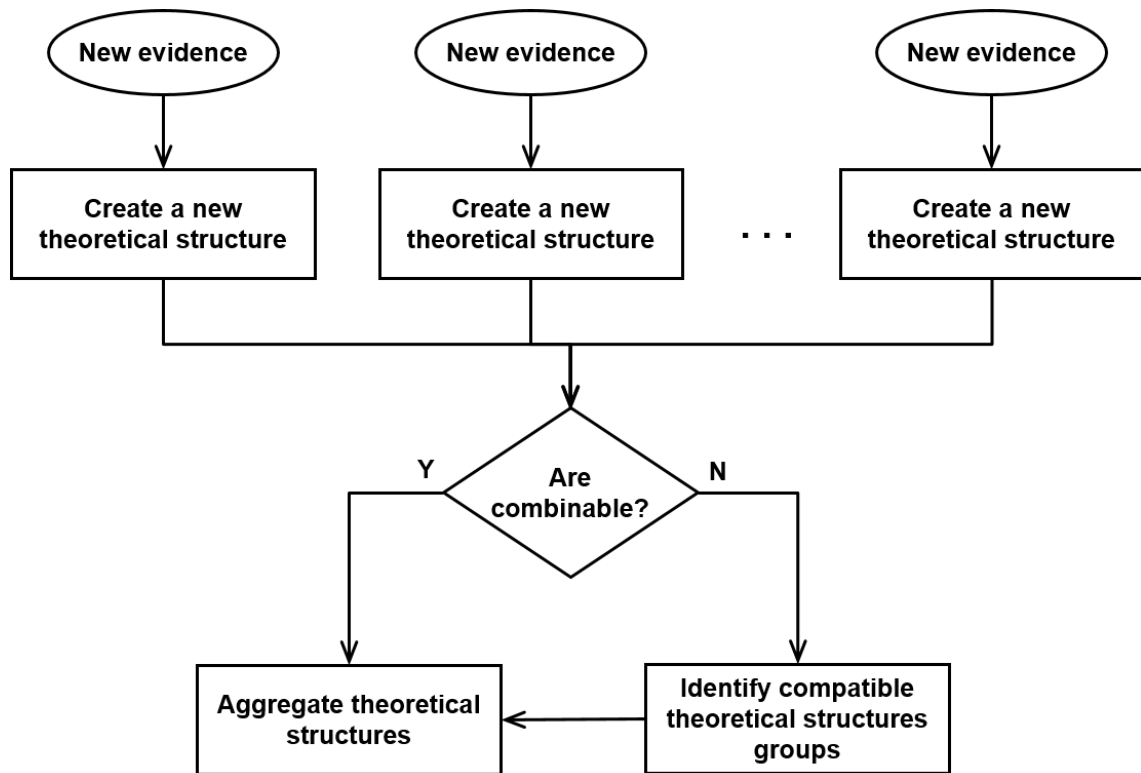 New evidence
New evidence
New evidence
Create a new
theoretical structure
Create a new
theoretical structure
. . .
Create a new
theoretical structure
Y
Are
combinable?
N
Aggregate theoretical
structures
Identify compatible
theoretical structures
groups